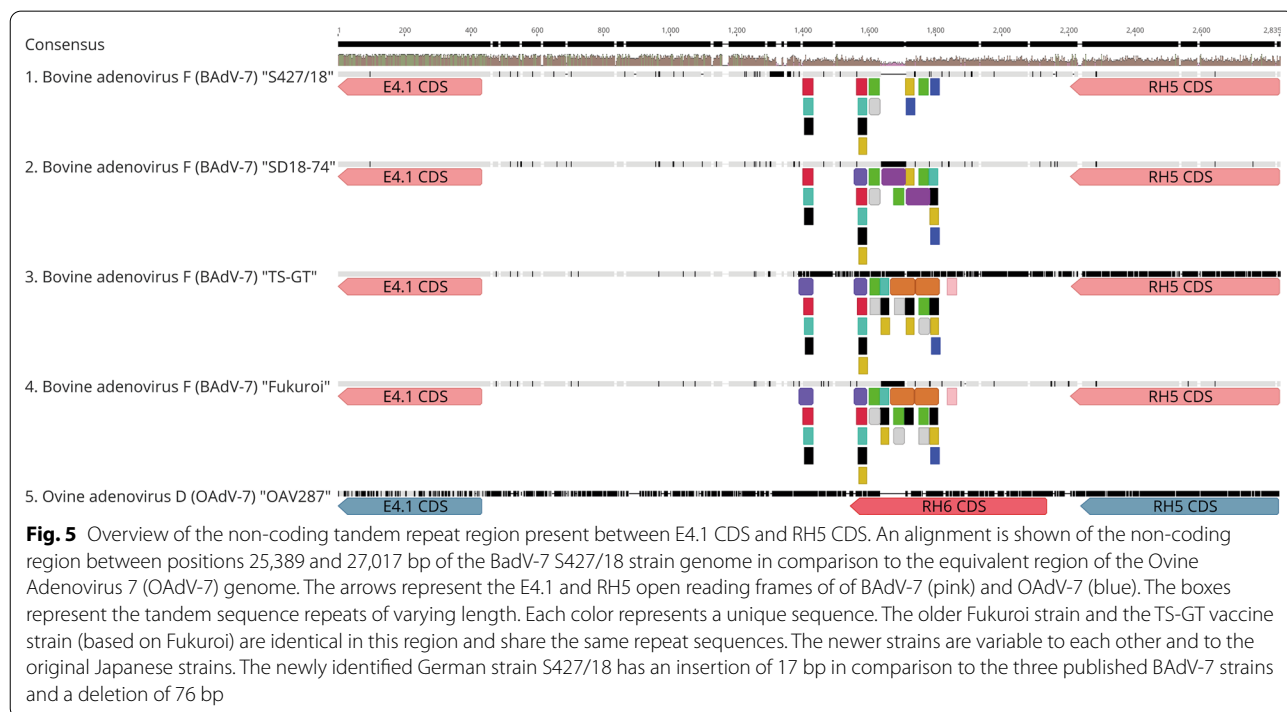 1 200 400 600 800 1,000 1,200 1,400 1,600 1,800 2,000 2,200 2,400 2,600 2,835
Consensus
1. Bovine adenovirus F (BAdV-7) "S427/18"
E4.1 CDS RH5 CDS
2. Bovine adenovirus F (BAdV-7) "SD18-74"
E4.1 CDS RH5 CDS
3. Bovine adenovirus F (BAdV-7) "TS-GT"
E4.1 CDS RH5 CDS
4. Bovine adenovirus F (BAdV-7) "Fukuroi"
E4.1 CDS RH5 CDS
5. Ovine adenovirus D (OAdV-7) "OAV287"
E4.1 CDS RH6 CDS RH5 CDS
Fig. 5 Overview of the non-coding tandem repeat region present between E4.1 CDS and RH5 CDS. An alignment is shown of the non-coding
region between positions 25,389 and 27,017 bp of the BadV-7 S427/18 strain genome in comparison to the equivalent region of the Ovine
Adenovirus 7 (OAdV-7) genome. The arrows represent the E4.1 and RH5 open reading frames of of BAdV-7 (pink) and OAdV-7 (blue). The boxes
represent the tandem sequence repeats of varying length. Each color represents a unique sequence. The older Fukuroi strain and the TS-GT vaccine
strain (based on Fukuroi) are identical in this region and share the same repeat sequences. The newer strains are variable to each other and to the
original Japanese strains. The newly identified German strain S427/18 has an insertion of 17 bp in comparison to the three published BAdV-7 strains
and a deletion of 76 bp